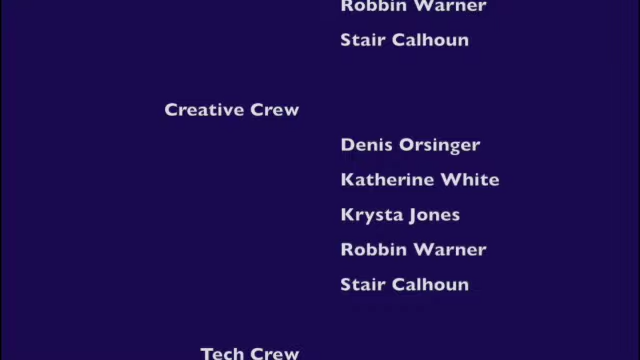 Robbin Warner
Stair Calhoun
Creative Crew
Denis Orsinger
Katherine White
Krysta Jones
Robbin Warner
Stair Calhoun
Tech Crew